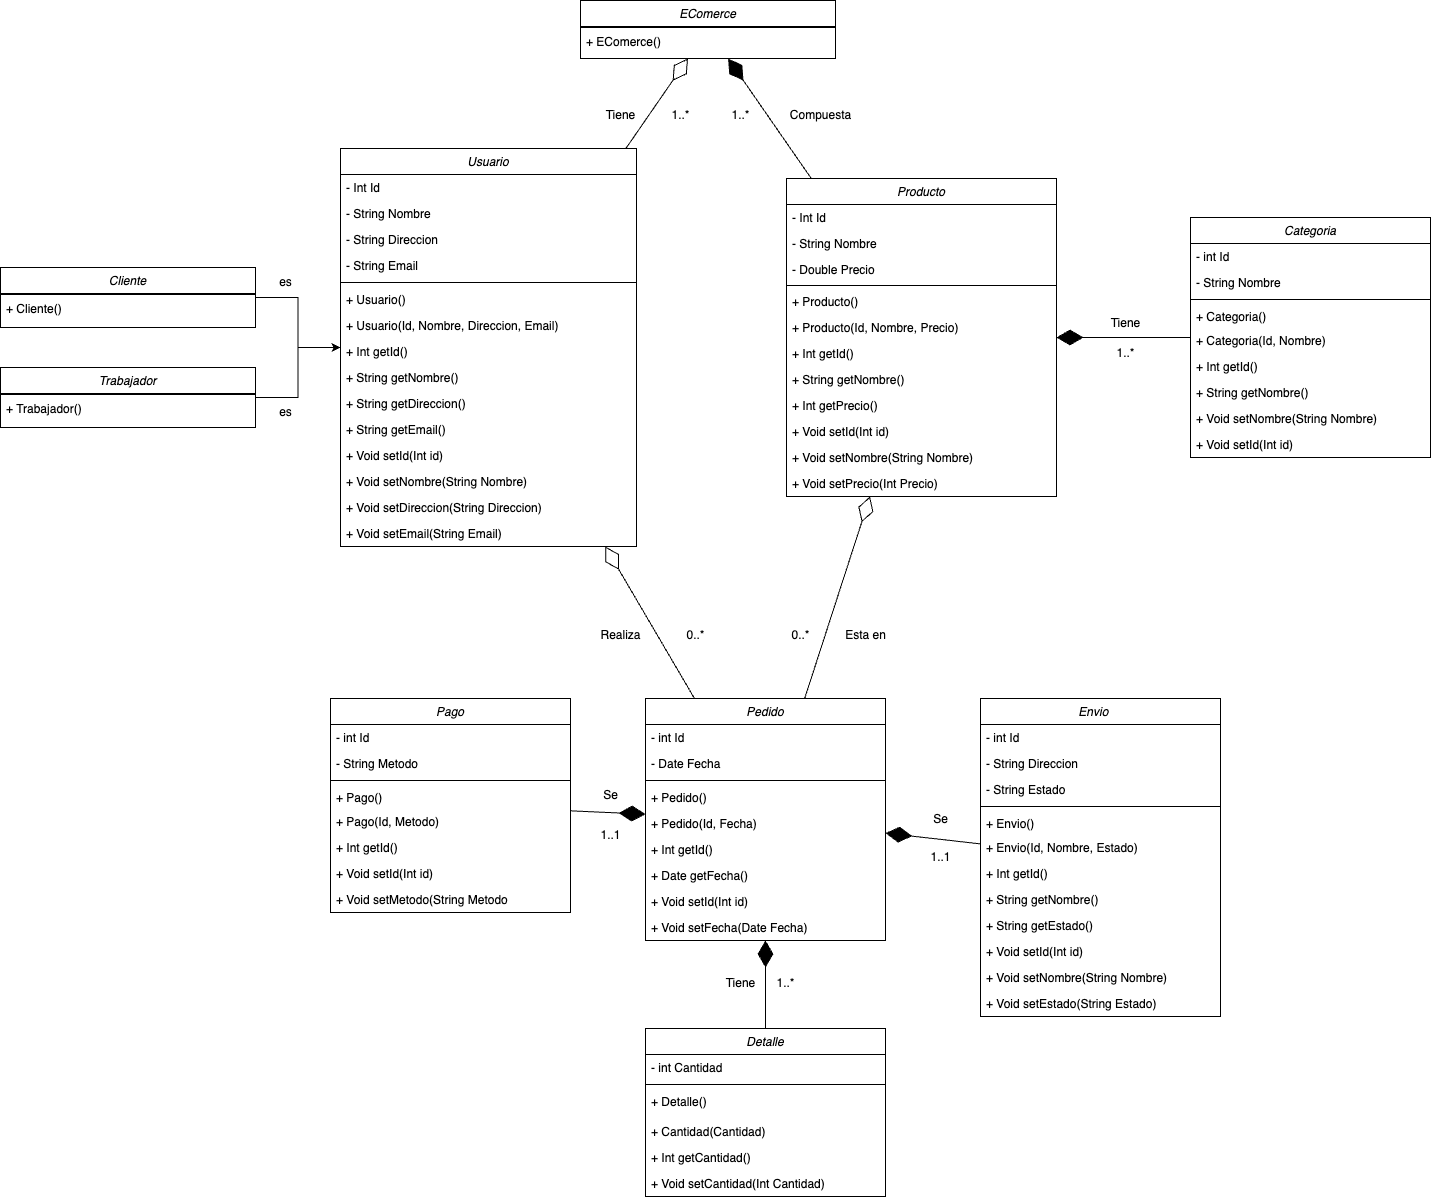 EComerce
+ EComerce()
Tiene
1..*
1..*
Compuesta
Usuario
- Int Id
- String Nombre
- String Direccion
- String Email
+ Usuario()
+ Usuario(Id, Nombre, Direccion, Email)
+ Int getId()
+ String getNombre()
+ String getDireccion()
+ String getEmail()
+ Void setId(Int id)
+ Void setNombre(String Nombre)
+ Void setDireccion(String Direccion)
+ Void setEmail(String Email)
Producto
- Int Id
- String Nombre
- Double Precio
+ Producto()
+ Producto(Id, Nombre, Precio)
+ Int getId()
+ String getNombre()
+ Int getPrecio()
+ Void setId(Int id)
+ Void setNombre(String Nombre)
+ Void setPrecio(Int Precio)
Tiene
1..*
Categoria
- int Id
- String Nombre
+ Categoria()
+ Categoria(Id, Nombre)
+ Int getId()
+ String getNombre()
+ Void setNombre(String Nombre)
+ Void setId(Int id)
Cliente
+ Cliente()
es
Trabajador
+ Trabajador()
es
Realiza
0..*
0..*
Esta en
Pago
- int Id
- String Metodo
+ Pago()
+ Pago(Id, Metodo)
+ Int getId()
+ Void setId(Int id)
+ Void setMetodo(String Metodo
Se
1..1
Pedido
- int Id
- Date Fecha
+ Pedido()
+ Pedido(Id, Fecha)
+ Int getId()
+ Date getFecha()
+ Void setId(Int id)
+ Void setFecha(Date Fecha)
Se
1..1
Envio
- int Id
- String Direccion
- String Estado
+ Envio()
+ Envio(Id, Nombre, Estado)
+ Int getId()
+ String getNombre()
+ String getEstado()
+ Void setId(Int id)
+ Void setNombre(String Nombre)
+ Void setEstado(String Estado)
Tiene
1..*
Detalle
- int Cantidad
+ Detalle()
+ Cantidad(Cantidad)
+ Int getCantidad()
+ Void setCantidad(Int Cantidad)